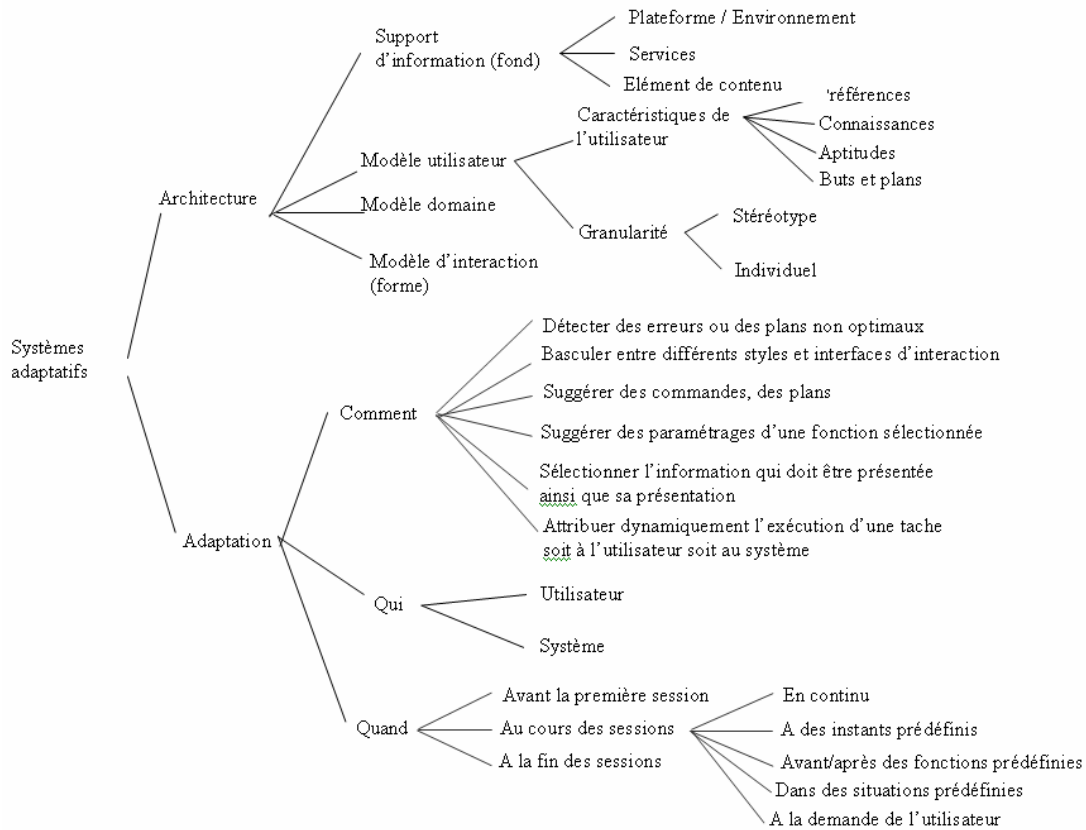 Systèmes
adaptatifs
Architecture
Support
d'information (fond)
Plateforme / Environnement
Services
Elément de contenu
Modèle utilisateur
Caractéristiques de
l'utilisateur
'références
Connaissances
Aptitudes
Buts et plans
Granularité
Stéréotype
Individuel
Modèle domaine
Modèle d'interaction
(forme)
Adaptation
Comment
Détecter des erreurs ou des plans non optimaux
Basculer entre différents styles et interfaces d'interaction
Suggérer des commandes, des plans
Suggérer des paramétrages d'une fonction sélectionnée
Sélectionner l'information qui doit être présentée
ainsi que sa présentation
Attribuer dynamiquement l'exécution d'une tache
soit à l'utilisateur soit au système
Qui
Utilisateur
Système
Quand
Avant la première session
Au cours des sessions
En continu
A des instants prédéfinis
Avant/après des fonctions prédéfinies
Dans des situations prédéfinies
A la demande de l'utilisateur
A la fin des sessions